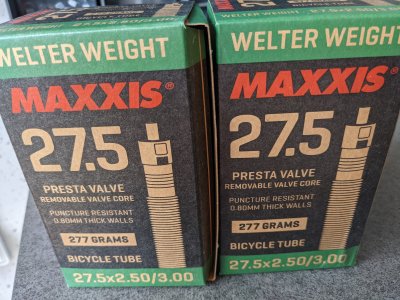 WELTER WEIGHT
MAXXIS®
27.5
PRESTA VALVE
REMOVABLE VALVE CORE
PUNCTURE RESISTANT
0.80MM THICK WALLS
277 GRAMS
BICYCLE TUBE
27.5x2.50/3.00
WELTER WEIGHT
MAXXIS®
27.5
PRESTA VALVE
REMOVABLE VALVE CORE
PUNCTURE RESISTANT
0.80MM THICK WALLS
277 GRAMS
BICYCLE TUBE
27.5x2.50/3.00